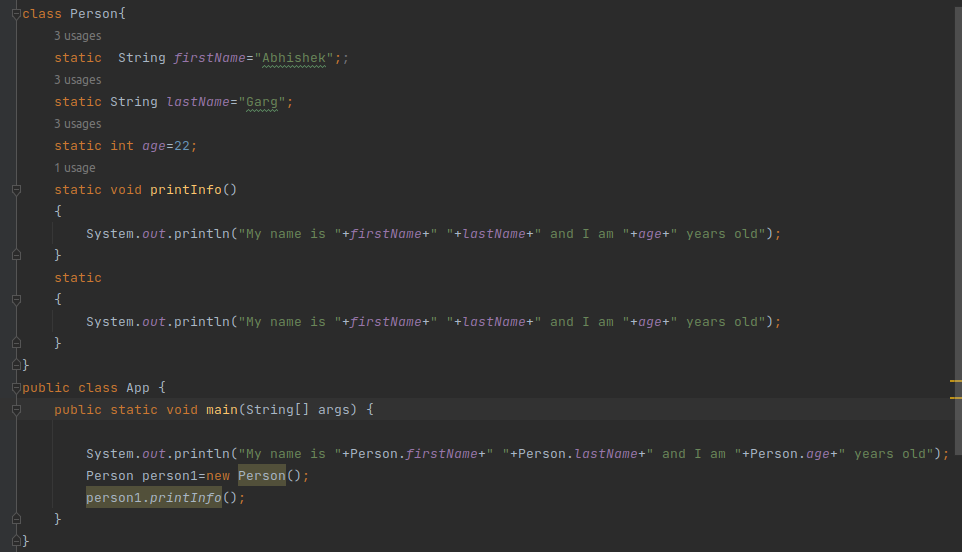 class Person{
3 usages
static  String firstName="Abhishek";;
3 usages
static String lastName="Garg";
3 usages
static int age=22;
1 usage
static void printInfo()
{
System.out.println("My name is "+firstName+" "+lastName+" and I am "+age+" years old");
}
static
{
System.out.println("My name is "+firstName+" "+lastName+" and I am "+age+" years old");
}
}
public class App {
public static void main(String[] args) {
System.out.println("My name is "+Person.firstName+" "+Person.lastName+" and I am "+Person.age+" years old");
Person person1=new Person();
person1.printInfo();
}
}